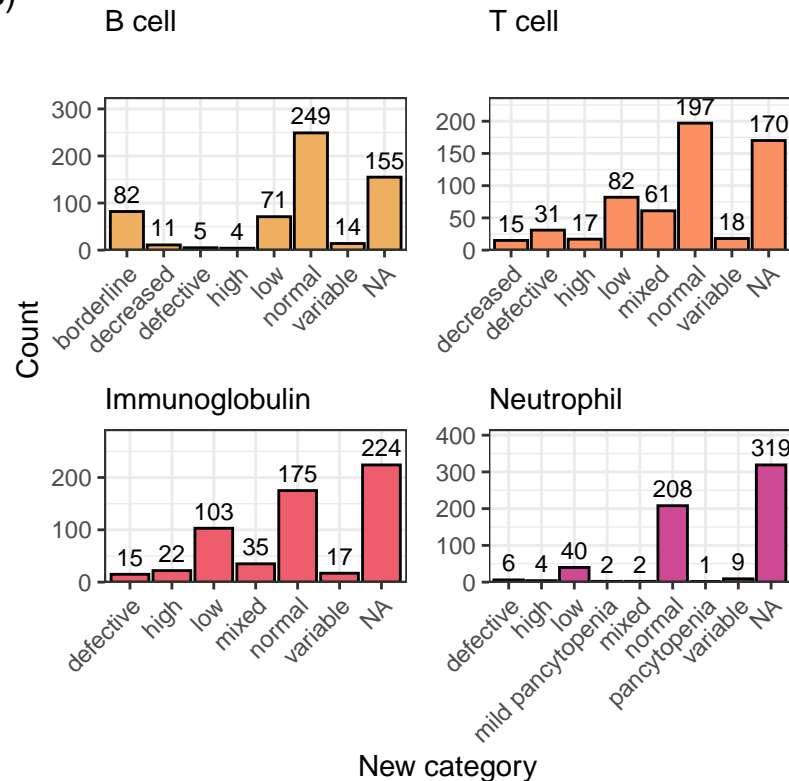 B cell
300
200
100
0
82
11
5
4
71
249
14
155
borderline
decreased
defective
high
low
normal
variable
NA
T cell
200
150
100
50
0
15
31
17
82
61
197
18
170
decreased
defective
high
low
mixed
normal
variable
NA
Count
Immunoglobulin
200
100
0
15
22
103
35
175
17
224
defective
high
low
mixed
normal
variable
NA
Neutrophil
400
300
200
100
0
6
4
40
2
2
208
1
9
319
defective
high
low
mild pancytopenia
mixed
normal
pancytopenia
variable
NA
New category